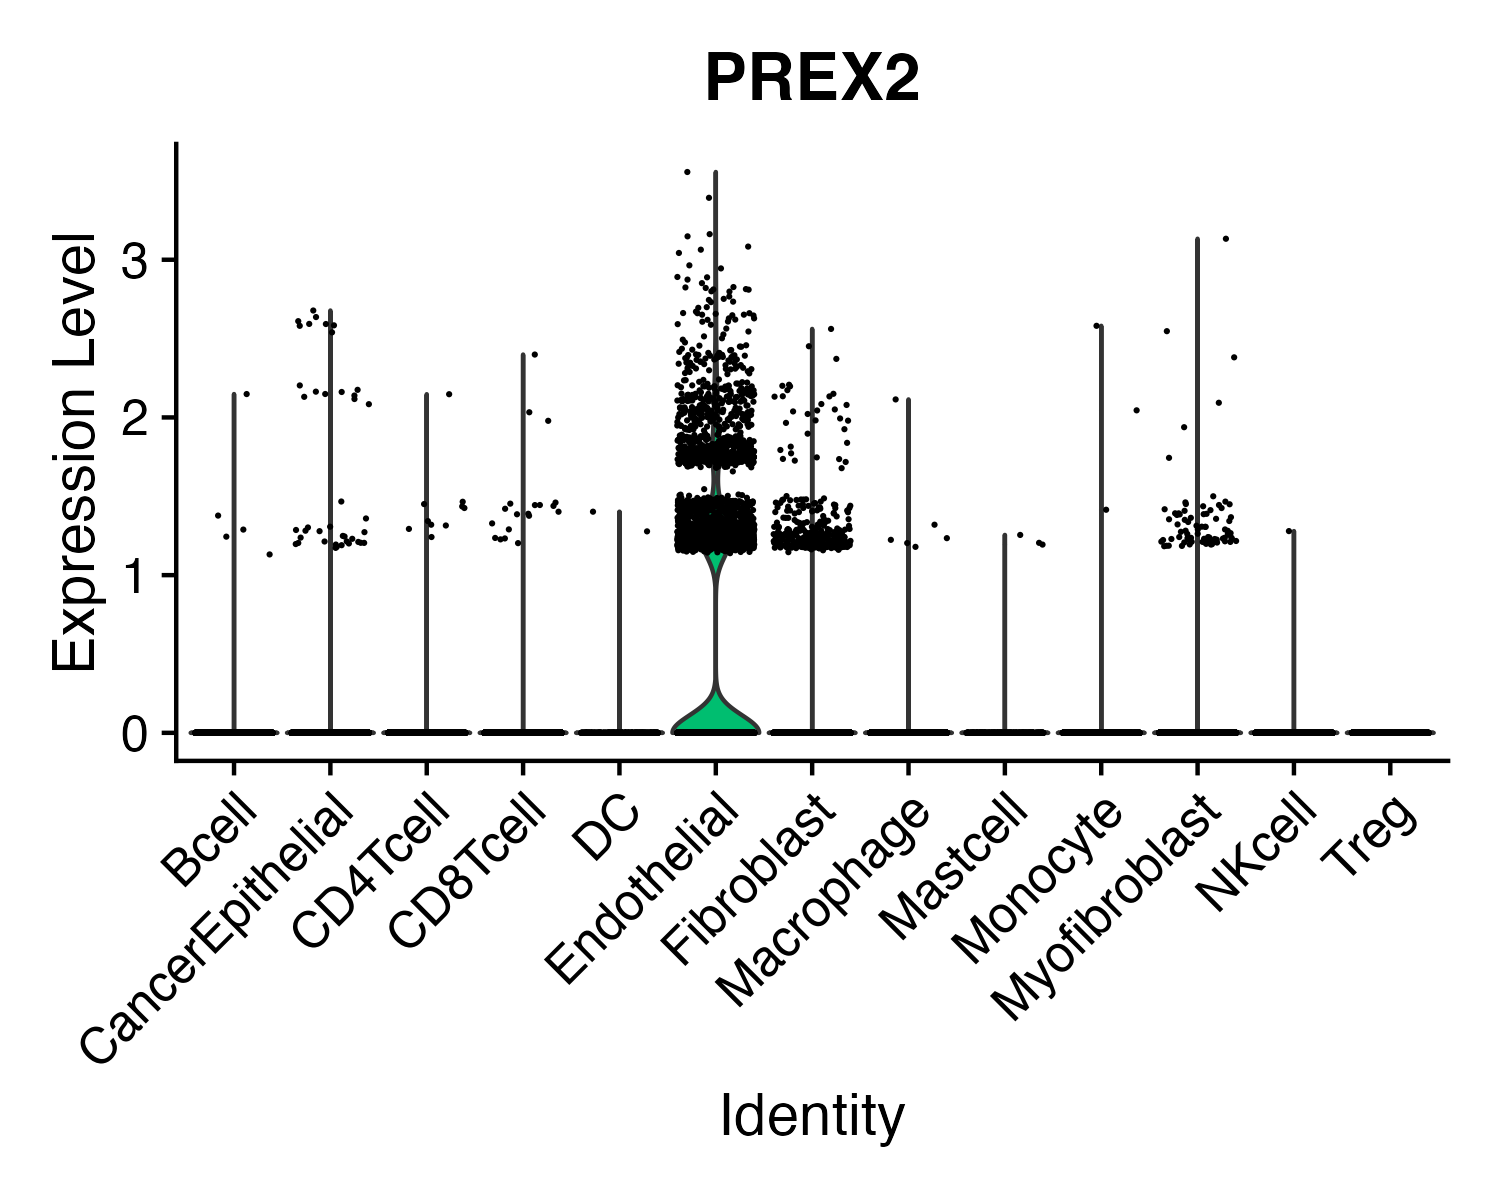 PREX2
Expression Level
3
2
1
0
Bcell
CancerEpithelial
CD4Tcell
CD8Tcell
DC
Endothelial
Fibroblast
Macrophage
Mastcell
Monocyte
Myofibroblast
NKcell
Treg
Identity